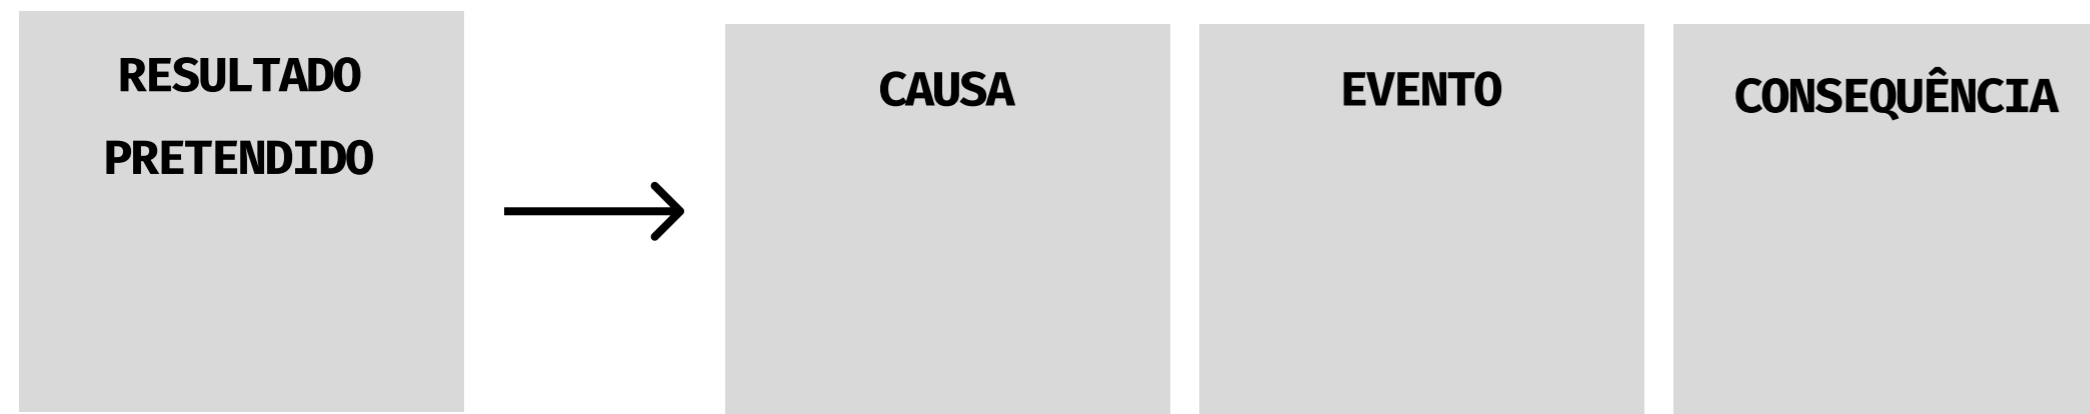 RESULTADO
PRETENDIDO
CAUSA
EVENTO
CONSEQUÊNCIA